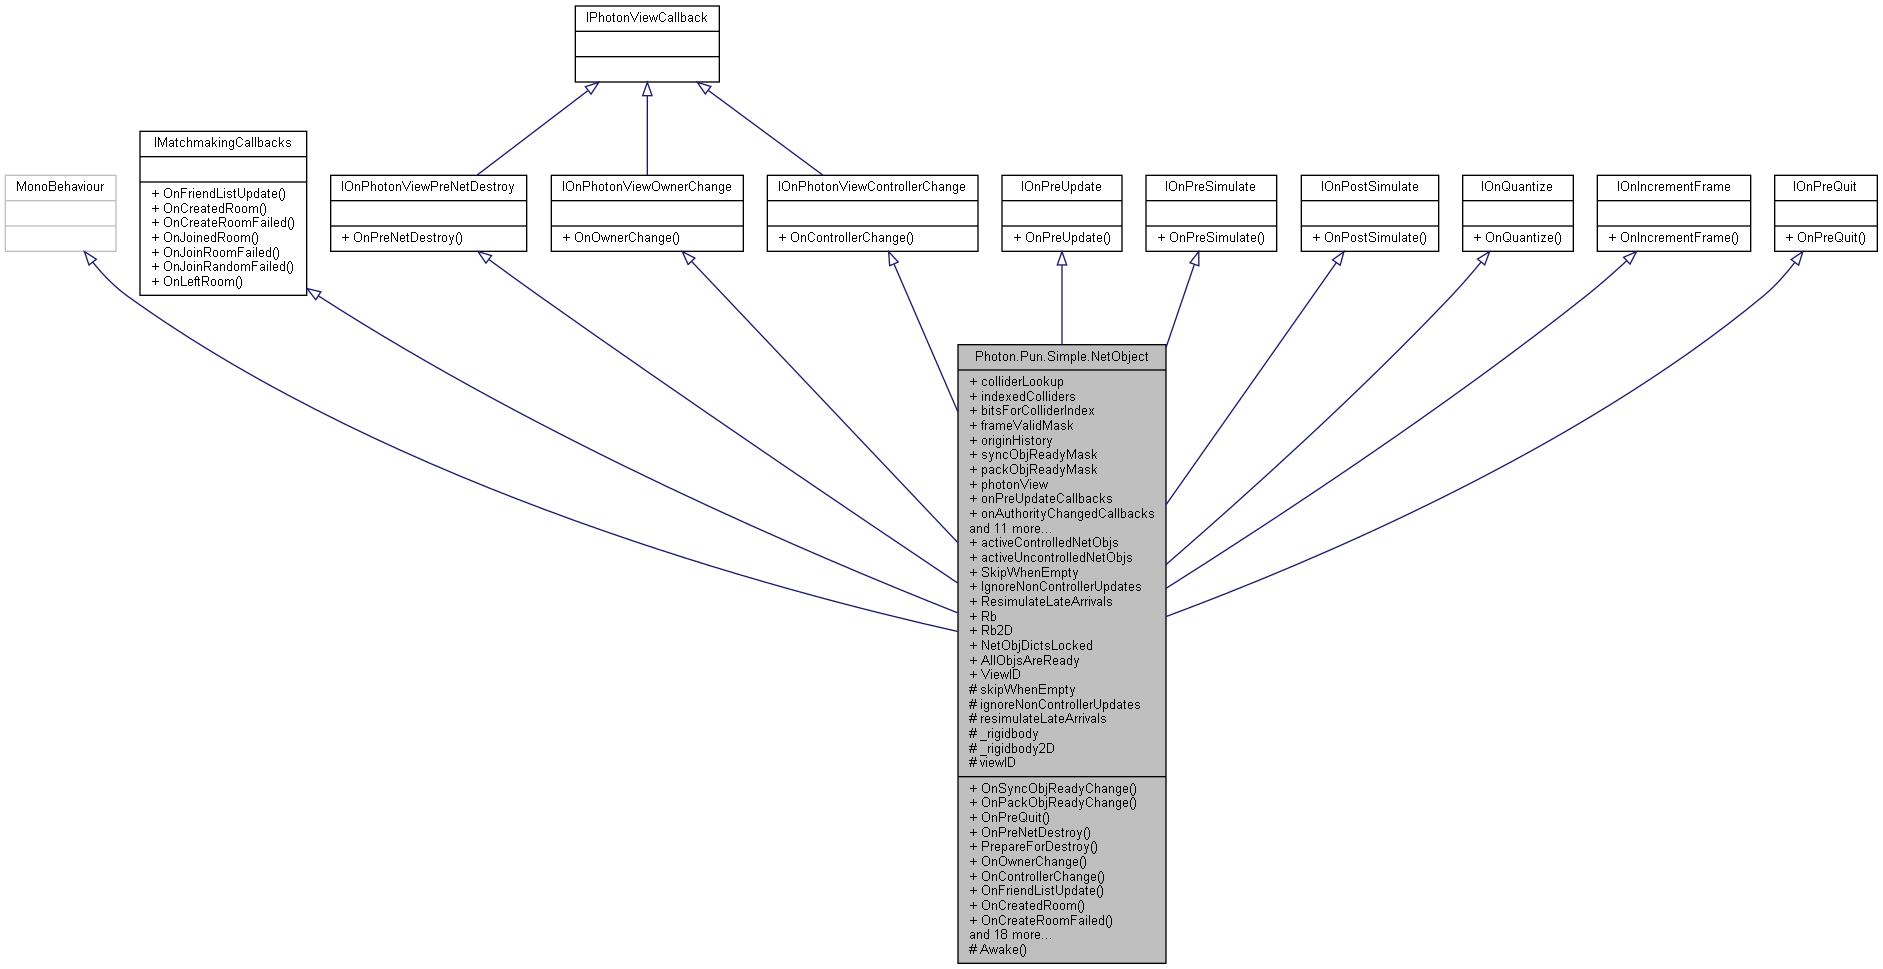 IPhotonViewCallback
MonoBehaviour
IMatchmakingCallbacks
+ OnFriendListUpdate()
+ OnCreatedRoom()
+ OnCreateRoomFailed()
+ OnJoinedRoom()
+ OnJoinRoomFailed()
+ OnJoinRandomFailed()
+ OnLeftRoom()
IOnPhotonViewPreNetDestroy
+ OnPreNetDestroy()
IOnPhotonViewOwnerChange
+ OnOwnerChange()
IOnPhotonViewControllerChange
+ OnControllerChange()
IOnPreUpdate
+ OnPreUpdate()
IOnPreSimulate
+ OnPreSimulate()
IOnPostSimulate
+ OnPostSimulate()
IOnQuantize
+ OnQuantize()
IOnIncrementFrame
+ OnIncrementFrame()
IOnPreQuit
+ OnPreQuit()
Photon.Pun.Simple.NetObject
+ colliderLookup
+ indexedColliders
+ bitsForColliderIndex
+ frameValidMask
+ originHistory
+ syncObjReadyMask
+ packObjReadyMask
+ photonView
+ onPreUpdateCallbacks
+ onAuthorityChangedCallbacks
and 11 more...
+ activeControlledNetObjs
+ activeUncontrolledNetObjs
+ SkipWhenEmpty
+ IgnoreNonControllerUpdates
+ ResimulateLateArrivals
+ Rb
+ Rb2D
+ NetObjDictsLocked
+ AllObjsAreReady
+ ViewID
# skipWhenEmpty
# ignoreNonControllerUpdates
# resimulateLateArrivals
# _rigidbody
# _rigidbody2D
# viewID
+ OnSyncObjReadyChange()
+ OnPackObjReadyChange()
+ OnPreQuit()
+ OnPreNetDestroy()
+ PrepareForDestroy()
+ OnOwnerChange()
+ OnControllerChange()
+ OnFriendListUpdate()
+ OnCreatedRoom()
+ OnCreateRoomFailed()
and 18 more...
# Awake()